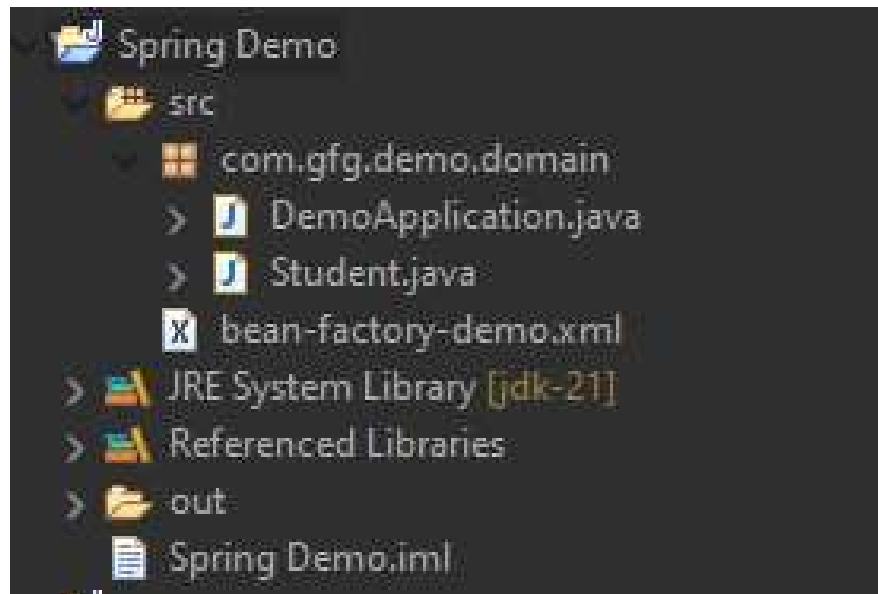 Spring Demo
src
com.gfg.demo.domain
DemoApplication.java
Student.java
bean-factory-demo.xml
JRE System Library [jdk-21]
Referenced Libraries
out
Spring Demo.iml